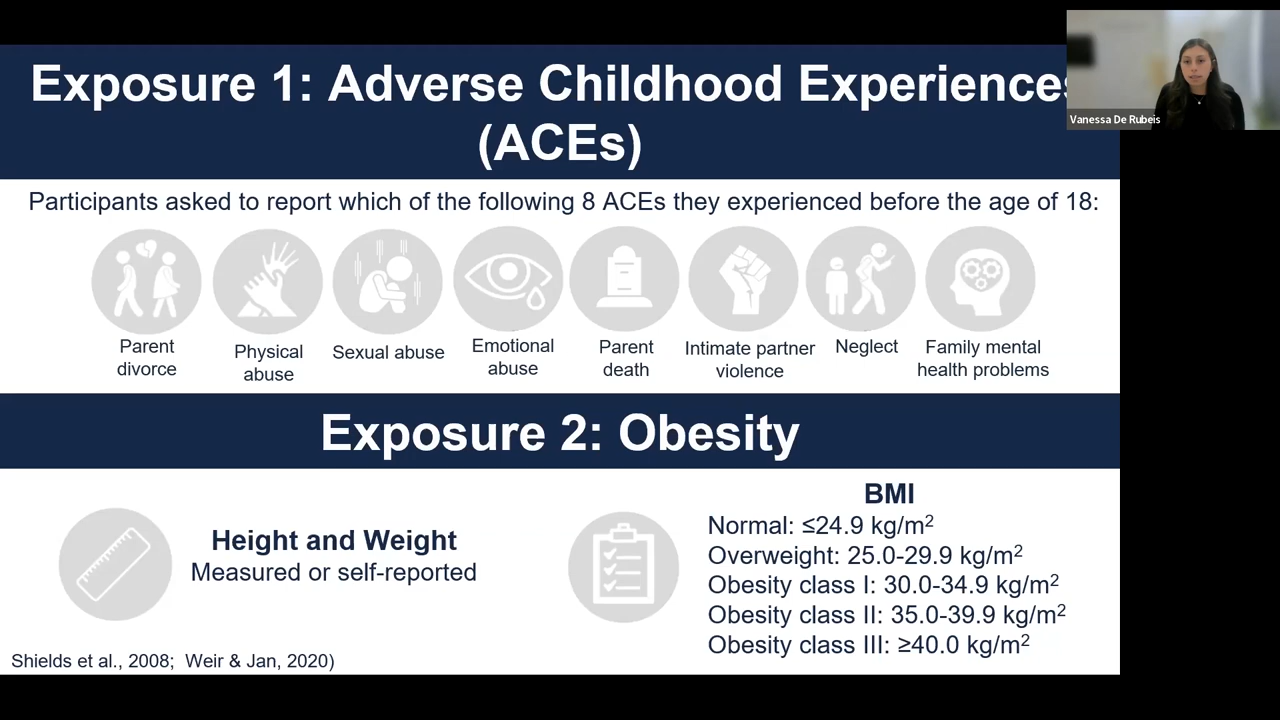 Exposure 1: Adverse Childhood Experiences
(ACEs)
Vanessa De Rubeis
Participants asked to report which of the following 8 ACEs they experienced before the age of 18:
Parent
divorce
Physical
abuse
Sexual abuse
Emotional
abuse
Parent
death
Intimate partner
violence
Neglect
Family mental
health problems
Exposure 2: Obesity
Height and Weight
Measured or self-reported
BMI
Normal: ≤24.9 kg/m²
Overweight: 25.0-29.9 kg/m²
Obesity class I: 30.0-34.9 kg/m²
Obesity class II: 35.0-39.9 kg/m²
Obesity class III: ≥40.0 kg/m²
Shields et al., 2008;  Weir & Jan, 2020)